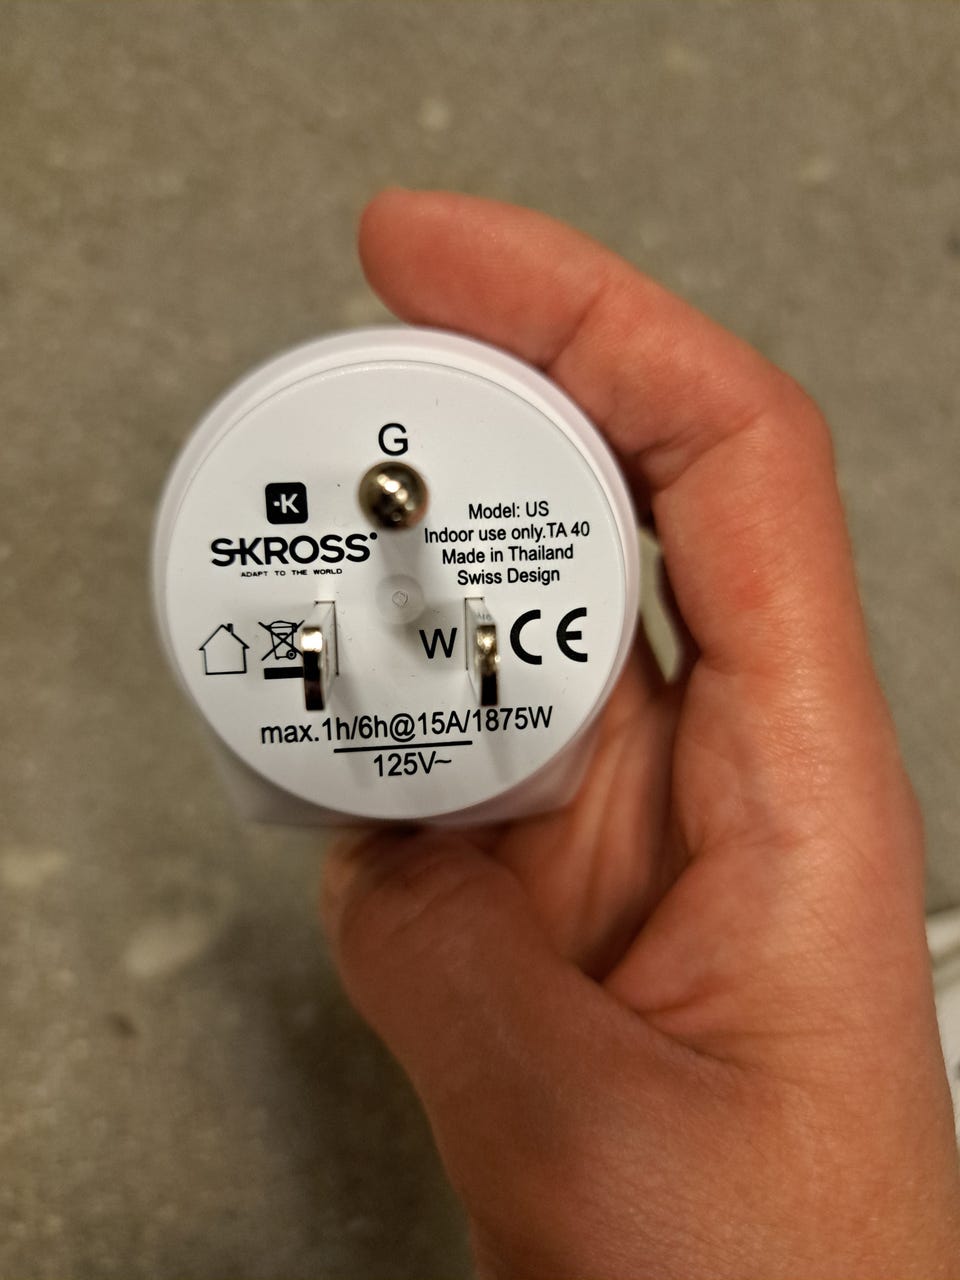 G
·K
SKROSS
ADAPT TO THE WORLD
Model: US
Indoor use only.TA 40
Made in Thailand
Swiss Design
W
CE
max.1h/6h@15A/1875W
125V~